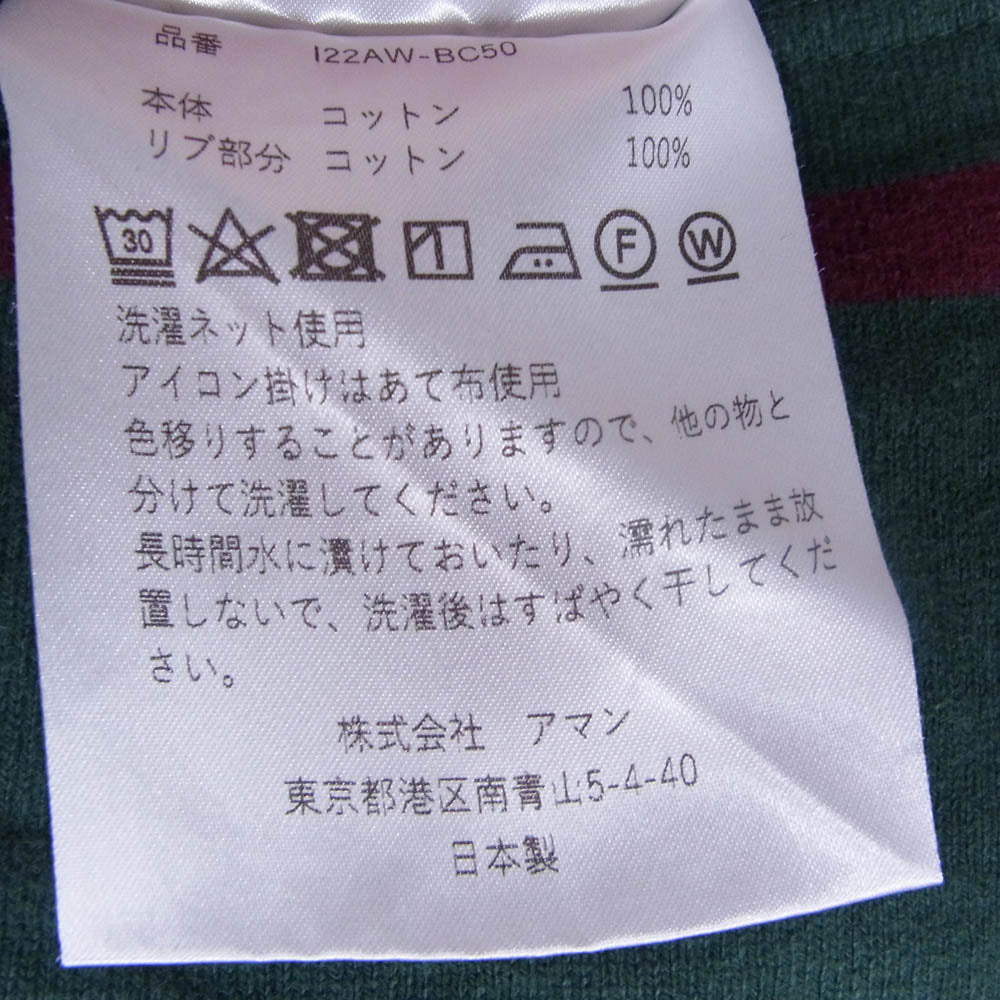 品番 I22AW-BC50
本体 コットン 100%
リブ部分 コットン 100%
30 F W
洗濯ネット使用
アイコン掛けはあて布使用
色移りすることがありますので、他の物と
分けて洗濯してください。
長時間水に漬けておいたり、濡れたまま放
置しないで、洗濯後はすばやく干してくだ
さい。
株式会社 アマン
東京都港区南青山5-4-40
日本製